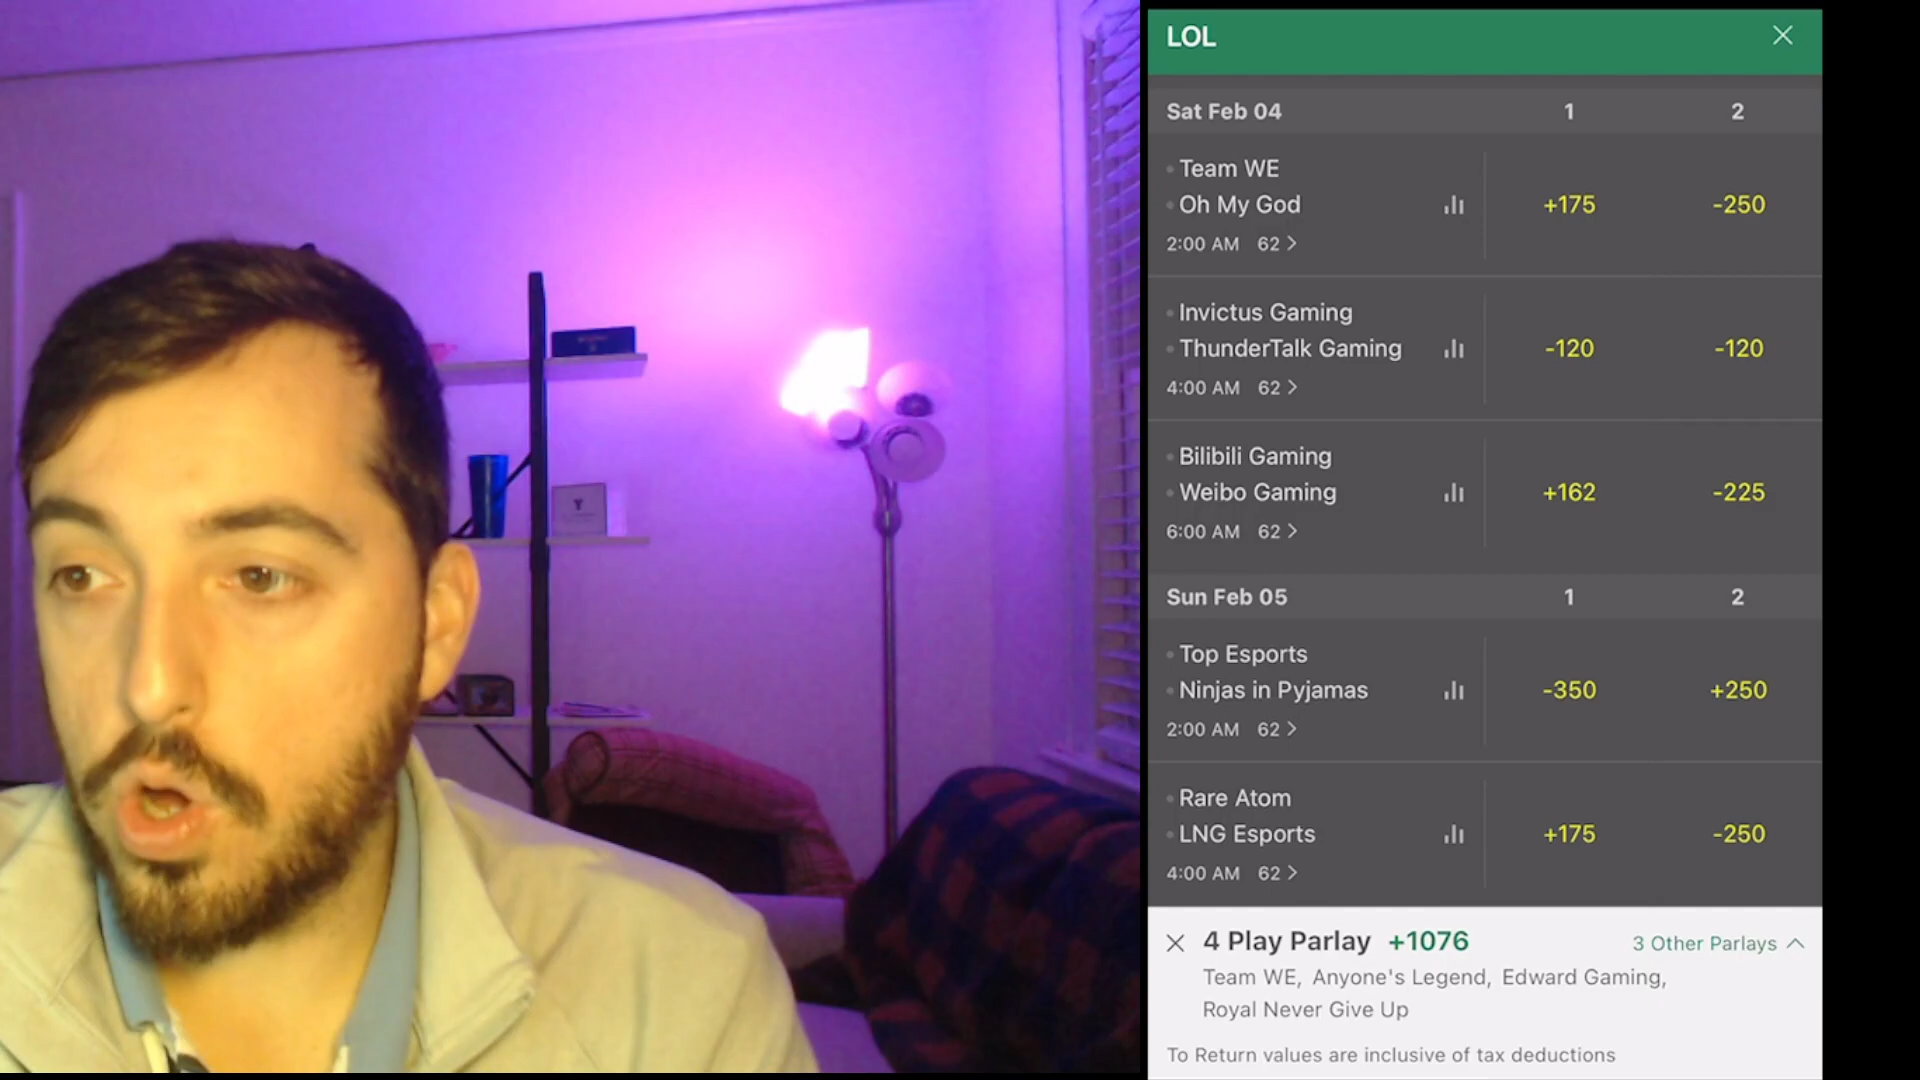 LOL
Sat Feb 04 1 2
Team WE
Oh My God +175 -250
2:00 AM 62 >
Invictus Gaming
ThunderTalk Gaming -120 -120
4:00 AM 62 >
Bilibili Gaming
Weibo Gaming +162 -225
6:00 AM 62 >
Sun Feb 05 1 2
Top Esports
Ninjas in Pyjamas -350 +250
2:00 AM 62 >
Rare Atom
LNG Esports +175 -250
4:00 AM 62 >
4 Play Parlay +1076 3 Other Parlays
Team WE, Anyone's Legend, Edward Gaming,
Royal Never Give Up
To Return values are inclusive of tax deductions